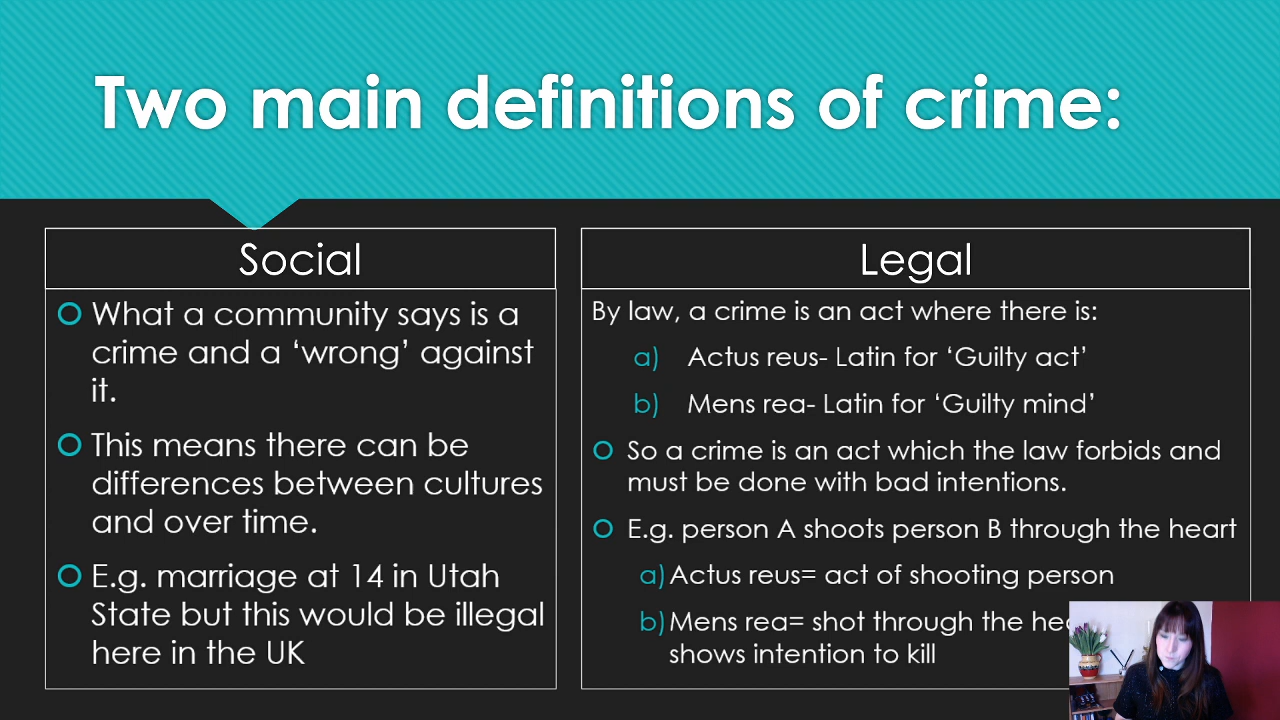 Two main definitions of crime:
Social
What a community says is a
crime and a ‘wrong’ against
it.
This means there can be
differences between cultures
and over time.
E.g. marriage at 14 in Utah
State but this would be illegal
here in the UK
Legal
By law, a crime is an act where there is:
a) Actus reus- Latin for ‘Guilty act’
b) Mens rea- Latin for ‘Guilty mind’
So a crime is an act which the law forbids and
must be done with bad intentions.
E.g. person A shoots person B through the heart
a) Actus reus= act of shooting person
b) Mens rea= shot through the
shows intention to kill